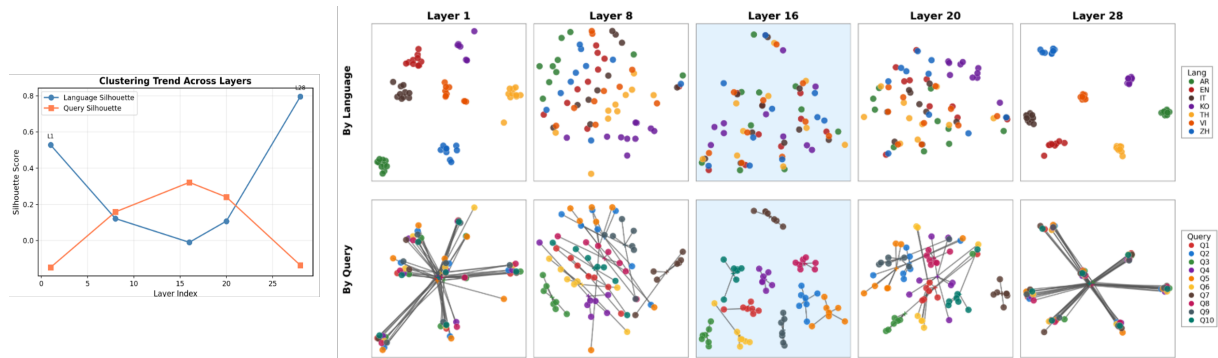 Clustering Trend Across Layers
Language Silhouette
Query Silhouette
L1
L28
Silhouette Score
0.8
0.6
0.4
0.2
0.0
0 5 10 15 20 25
Layer Index
Layer 1 Layer 8 Layer 16 Layer 20 Layer 28
By Language
Lang
AR
EN
IT
KO
TH
VI
ZH
By Query
Query
Q1
Q2
Q3
Q4
Q5
Q6
Q7
Q8
Q9
Q10